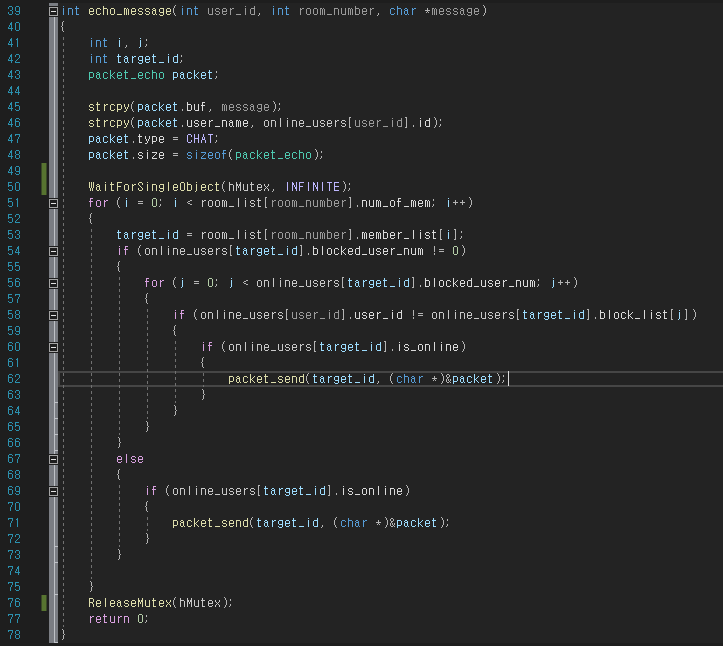 39 int echo_message(int user_id, int room_number, char *message)
40 {
41 int i, j;
42 int target_id;
43 packet_echo packet;
44
45 strcpy(packet.buf, message);
46 strcpy(packet.user_name, online_users[user_id].id);
47 packet.type = CHAT;
48 packet.size = sizeof(packet_echo);
49
50 WaitForSingleObject(hMutex, INFINITE);
51 for (i = 0; i < room_list[room_number].num_of_mem; i++)
52 {
53 target_id = room_list[room_number].member_list[i];
54 if (online_users[target_id].blocked_user_num != 0)
55 {
56 for (j = 0; j < online_users[target_id].blocked_user_num; j++)
57 {
58 if (online_users[user_id].user_id != online_users[target_id].block_list[j])
59 {
60 if (online_users[target_id].is_online)
61 {
62 packet_send(target_id, (char *)&packet);
63 }
64 }
65 }
66 }
67 else
68 {
69 if (online_users[target_id].is_online)
70 {
71 packet_send(target_id, (char *)&packet);
72 }
73 }
74
75 }
76 ReleaseMutex(hMutex);
77 return 0;
78 }